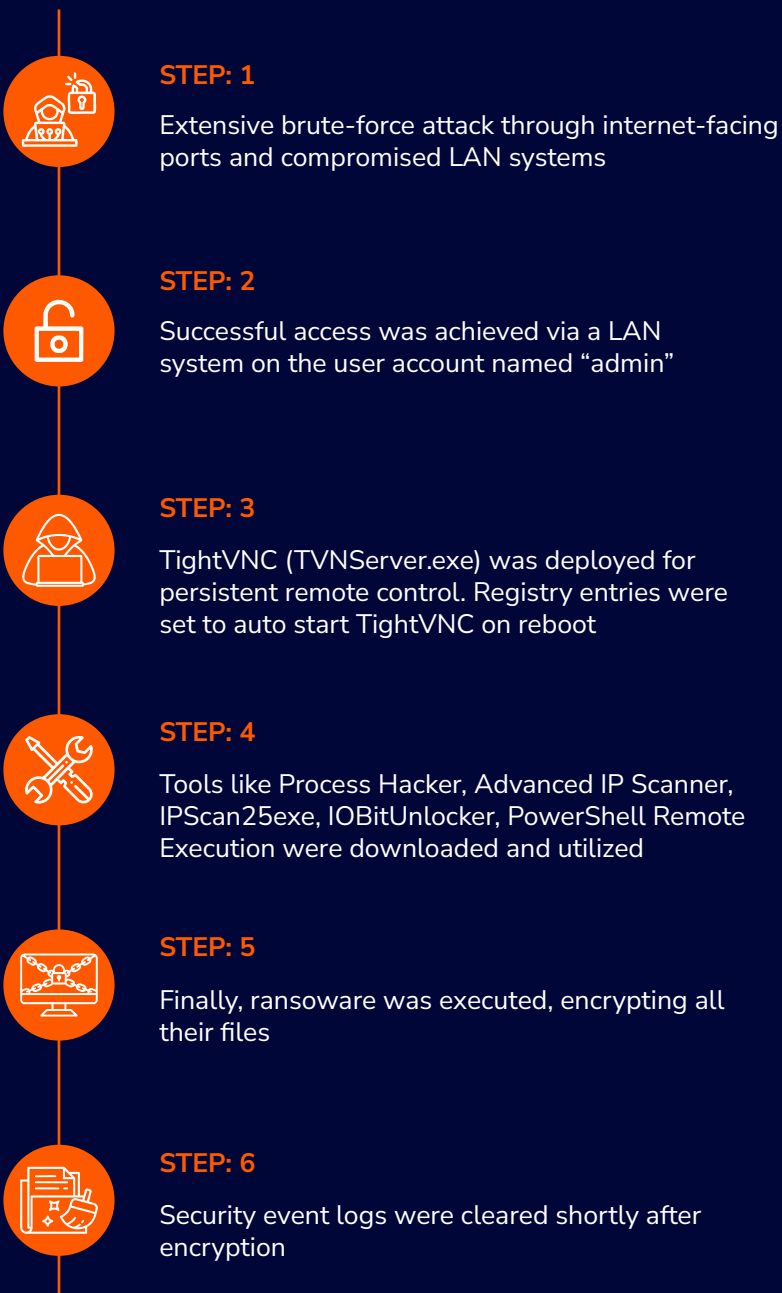 STEP: 1
Extensive brute-force attack through internet-facing
ports and compromised LAN systems
STEP: 2
Successful access was achieved via a LAN
system on the user account named “admin”
STEP: 3
TightVNC (TVNServer.exe) was deployed for
persistent remote control. Registry entries were
set to auto start TightVNC on reboot
STEP: 4
Tools like Process Hacker, Advanced IP Scanner,
IPScan25exe, IOBitUnlocker, PowerShell Remote
Execution were downloaded and utilized
STEP: 5
Finally, ransoware was executed, encrypting all
their files
STEP: 6
Security event logs were cleared shortly after
encryption